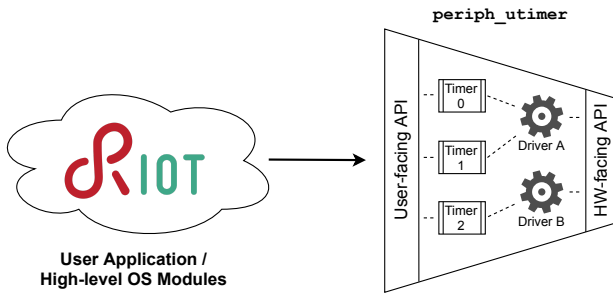 periph_utimer
RIOT
User Application /
High-level OS Modules
User-facing API
Timer
0
Timer
1
Timer
2
Driver A
Driver B
HW-facing API